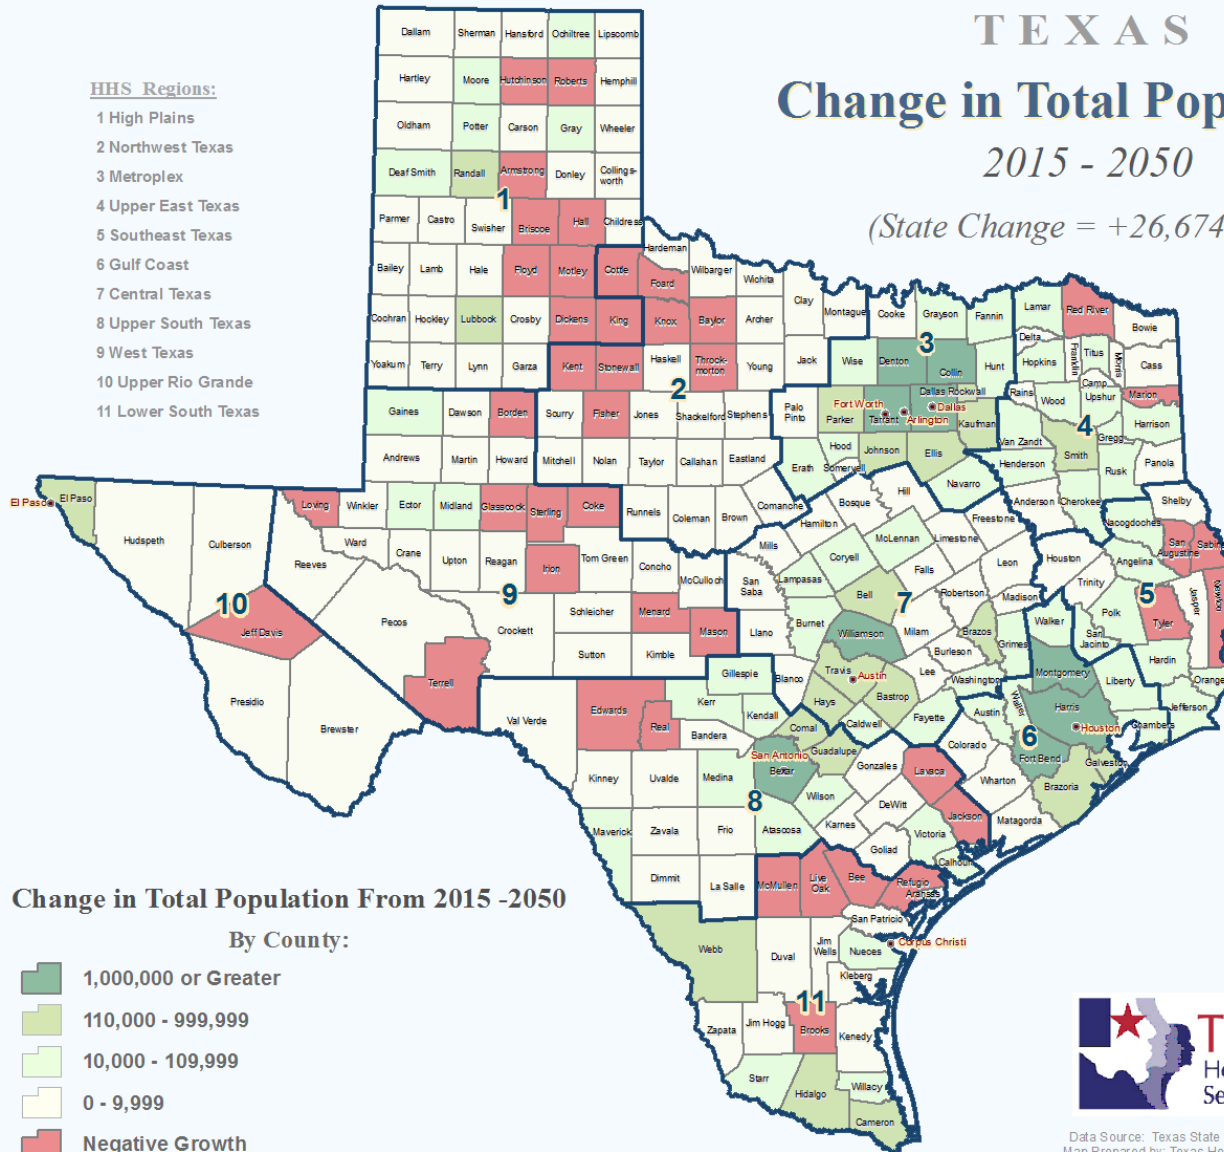 TEXAS
Change in Total Pop
2015 - 2050
(State Change = +26,674
HHS Regions:
1 High Plains
2 Northwest Texas
3 Metroplex
4 Upper East Texas
5 Southeast Texas
6 Gulf Coast
7 Central Texas
8 Upper South Texas
9 West Texas
10 Upper Rio Grande
11 Lower South Texas
Dallam Sherman Hansford Ochiltree Lipscomb
Hartley Moore Hutchinson Roberts Hemphill
Oldham Potter Carson Gray Wheeler
Deaf Smith Randall Armstrong Donley Collings-
worth
1
Parmer Castro Swisher Briscoe Hall Childress
Hardeman
Bailey Lamb Hale Floyd Motley Cottle Foard Wilbarger Wichita
Clay Montague Cooke Grayson Fannin Lamar Red River Bowie
Cochran Hockley Lubbock Crosby Dickens King Knox Baylor Archer
3
Delta Franklin Titus Morris Cass
Yoakum Terry Lynn Garza Kent Stonewall Haskell Throck-
morton Young Jack Wise Denton Collin Hunt Hopkins
2
Camp Upshur Marion
Gaines Dawson Borden Scurry Fisher Jones Shackelford Stephens Palo
Pinto Parker Fort Worth Tarrant Arlington Dallas Dallas Rockwall Kaufman Rains Wood
4
Gregg Harrison
Andrews Martin Howard Mitchell Nolan Taylor Callahan Eastland Erath Hood Somervell Johnson Ellis Van Zandt Smith
Henderson Rusk Panola
Navarro
El Paso El Paso Hudspeth Culberson Loving Winkler Ector Midland Glasscock Sterling Coke Runnels Coleman Brown Comanche Bosque Hill
Hamilton Freestone Anderson Cherokee Shelby
Nacogdoches
Reeves Ward Crane Upton Reagan Irion Tom Green Concho McCulloch Mills
San
Saba Lampasas Coryell McLennan Limestone Falls Leon Houston Angelina San
Augustine Sabin
Trinity
10
Jeff Davis
9
Pecos Crockett Schleicher Menard Mason Llano Burnet Bell
7
Robertson Madison
5
Polk Tyler Jasper Newton
Walker San
Jacinto Hardin Orange
Williamson Milam Brazos Grimes
Burleson
Sutton Kimble
Presidio Brewster Terrell Val Verde Edwards Real Kerr Gillespie Blanco Travis Austin Lee Washington Montgomery Liberty
Hays Bastrop
Kendall Bandera Comal Caldwell Fayette Austin Waller Harris Houston Chambers Jefferson
6
San Antonio
Bexar Guadalupe Gonzales Lavaca Colorado Fort Bend Galveston
Kinney Uvalde Medina
8
Wilson DeWitt Wharton Brazoria
Maverick Zavala Frio Atascosa Karnes Victoria Jackson Matagorda
Goliad Calhoun
Dimmit La Salle McMullen Live
Oak Bee Refugio
Aransas
San Patricio
Webb Duval Jim
Wells Nueces Corpus Christi
Kleberg
11
Zapata Jim Hogg Brooks Kenedy
Starr Hidalgo Willacy
Cameron
Change in Total Population From 2015 -2050
By County:
1,000,000 or Greater
110,000 - 999,999
10,000 - 109,999
0 - 9,999
Negative Growth
T
He
Se
Data Source: Texas State
Map Prepared by: Texas He